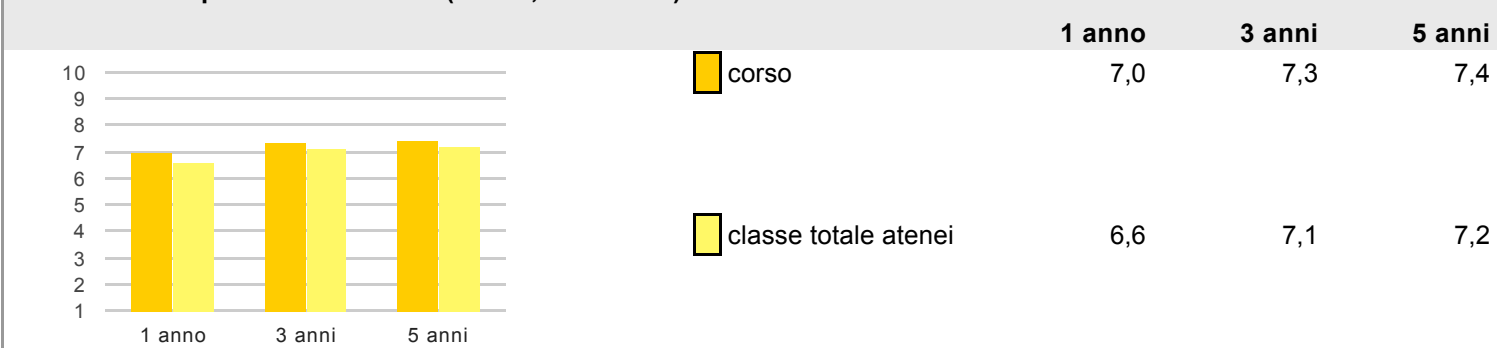 1 anno 3 anni 5 anni
corso 7,0 7,3 7,4
10
9
8
7
6
5
4
3
2
1
classe totale atenei 6,6 7,1 7,2
1 anno 3 anni 5 anni